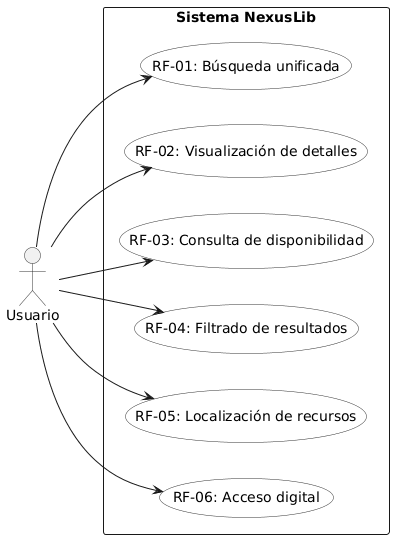 Sistema NexusLib
RF-01: Búsqueda unificada
RF-02: Visualización de detalles
RF-03: Consulta de disponibilidad
Usuario
RF-04: Filtrado de resultados
RF-05: Localización de recursos
RF-06: Acceso digital